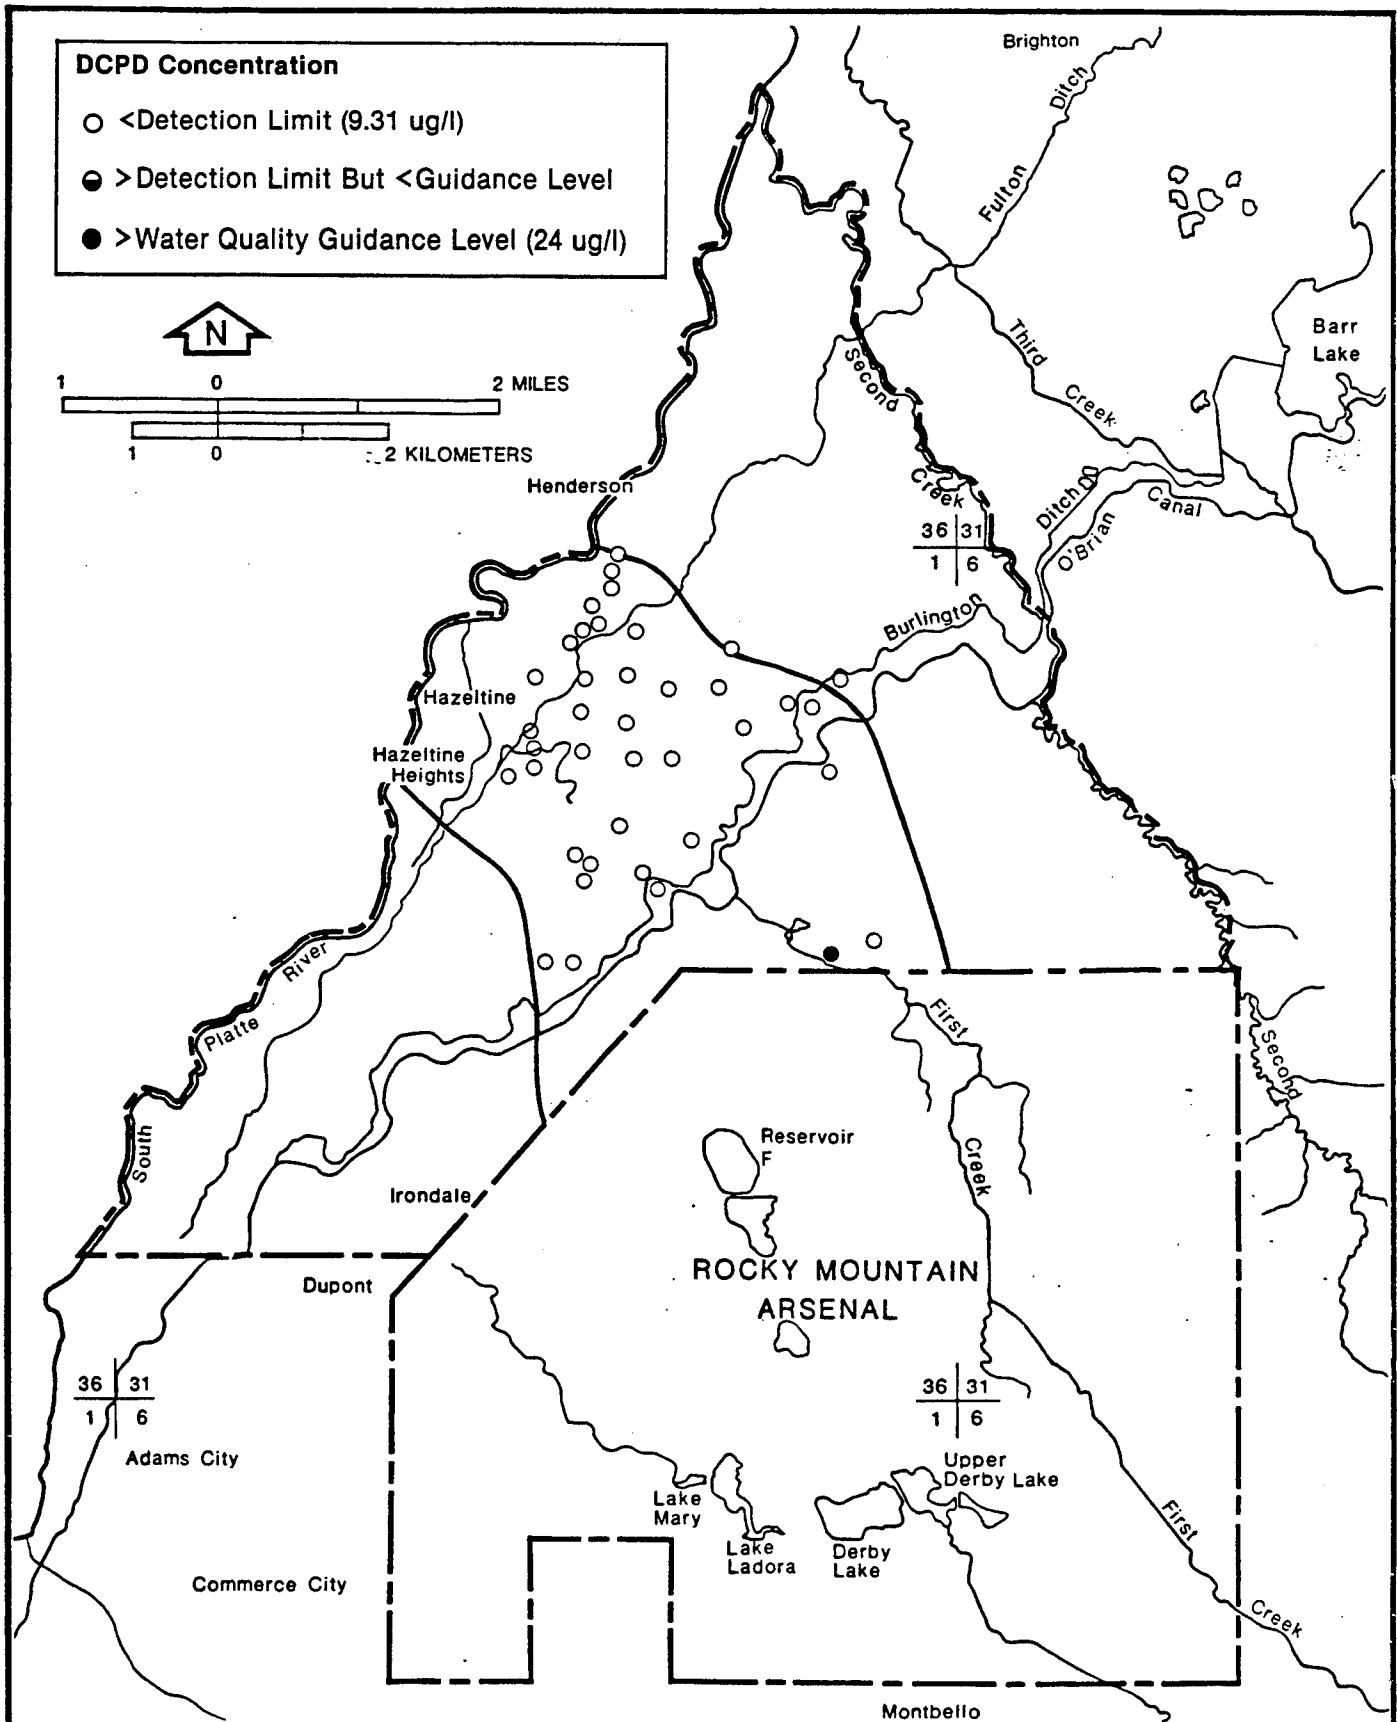 DCPD Concentration
<Detection Limit (9.31 ug/l)
>Detection Limit But <Guidance Level
>Water Quality Guidance Level (24 ug/l)
N
1 0 2 MILES
1 0 2 KILOMETERS
Brighton
Fulton Ditch
Barr
Lake
Third Creek
Second Creek
Henderson
36 31
1 6
Ditch
O'Brian Canal
Burlington
Hazeltine
Hazeltine
Heights
South Platte River
First Creek
Second
Reservoir
F
Irondale
ROCKY MOUNTAIN
ARSENAL
Dupont
36 31
1 6
36 31
1 6
Adams City
Upper
Derby Lake
Lake
Mary
Lake
Ladora
Derby
Lake
First Creek
Commerce City
Montbello